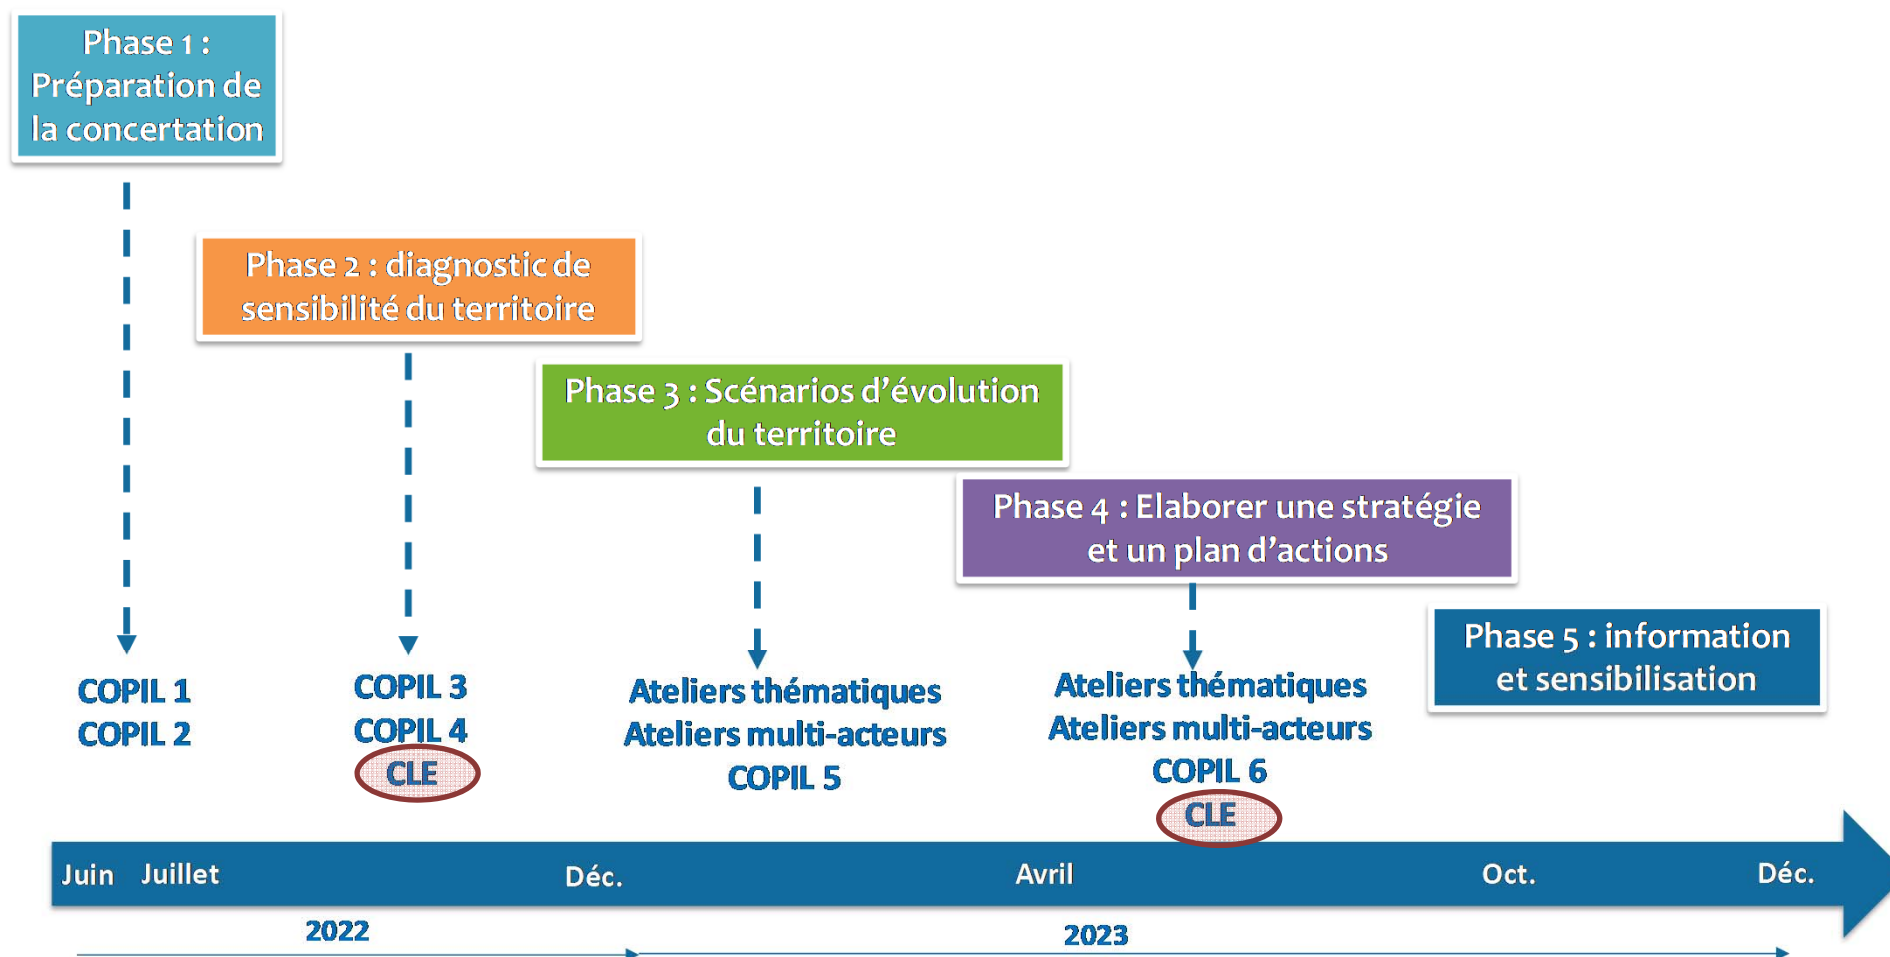 Phase 1 :
Préparation de
la concertation
Phase 2 : diagnostic de
sensibilité du territoire
Phase 3 : Scénarios d’évolution
du territoire
Phase 4 : Elaborer une stratégie
et un plan d’actions
Phase 5 : information
et sensibilisation
COPIL 1
COPIL 2
COPIL 3
COPIL 4
CLE
Ateliers thématiques
Ateliers multi-acteurs
COPIL 5
Ateliers thématiques
Ateliers multi-acteurs
COPIL 6
CLE
Juin Juillet Déc. Avril Oct. Déc.
2022 2023